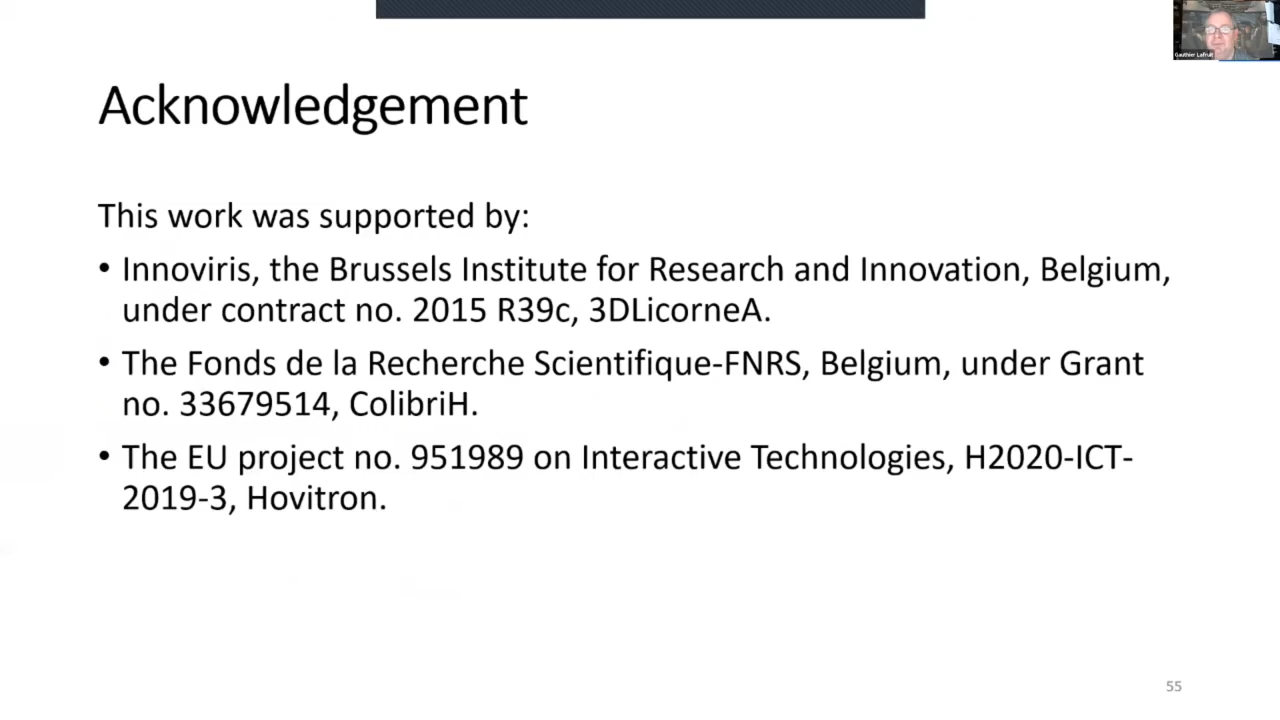 Gauthier Lafruit
Acknowledgement
This work was supported by:
• Innoviris, the Brussels Institute for Research and Innovation, Belgium,
under contract no. 2015 R39c, 3DLicorneA.
• The Fonds de la Recherche Scientifique-FNRS, Belgium, under Grant
no. 33679514, ColibriH.
• The EU project no. 951989 on Interactive Technologies, H2020-ICT-
2019-3, Hovitron.
55